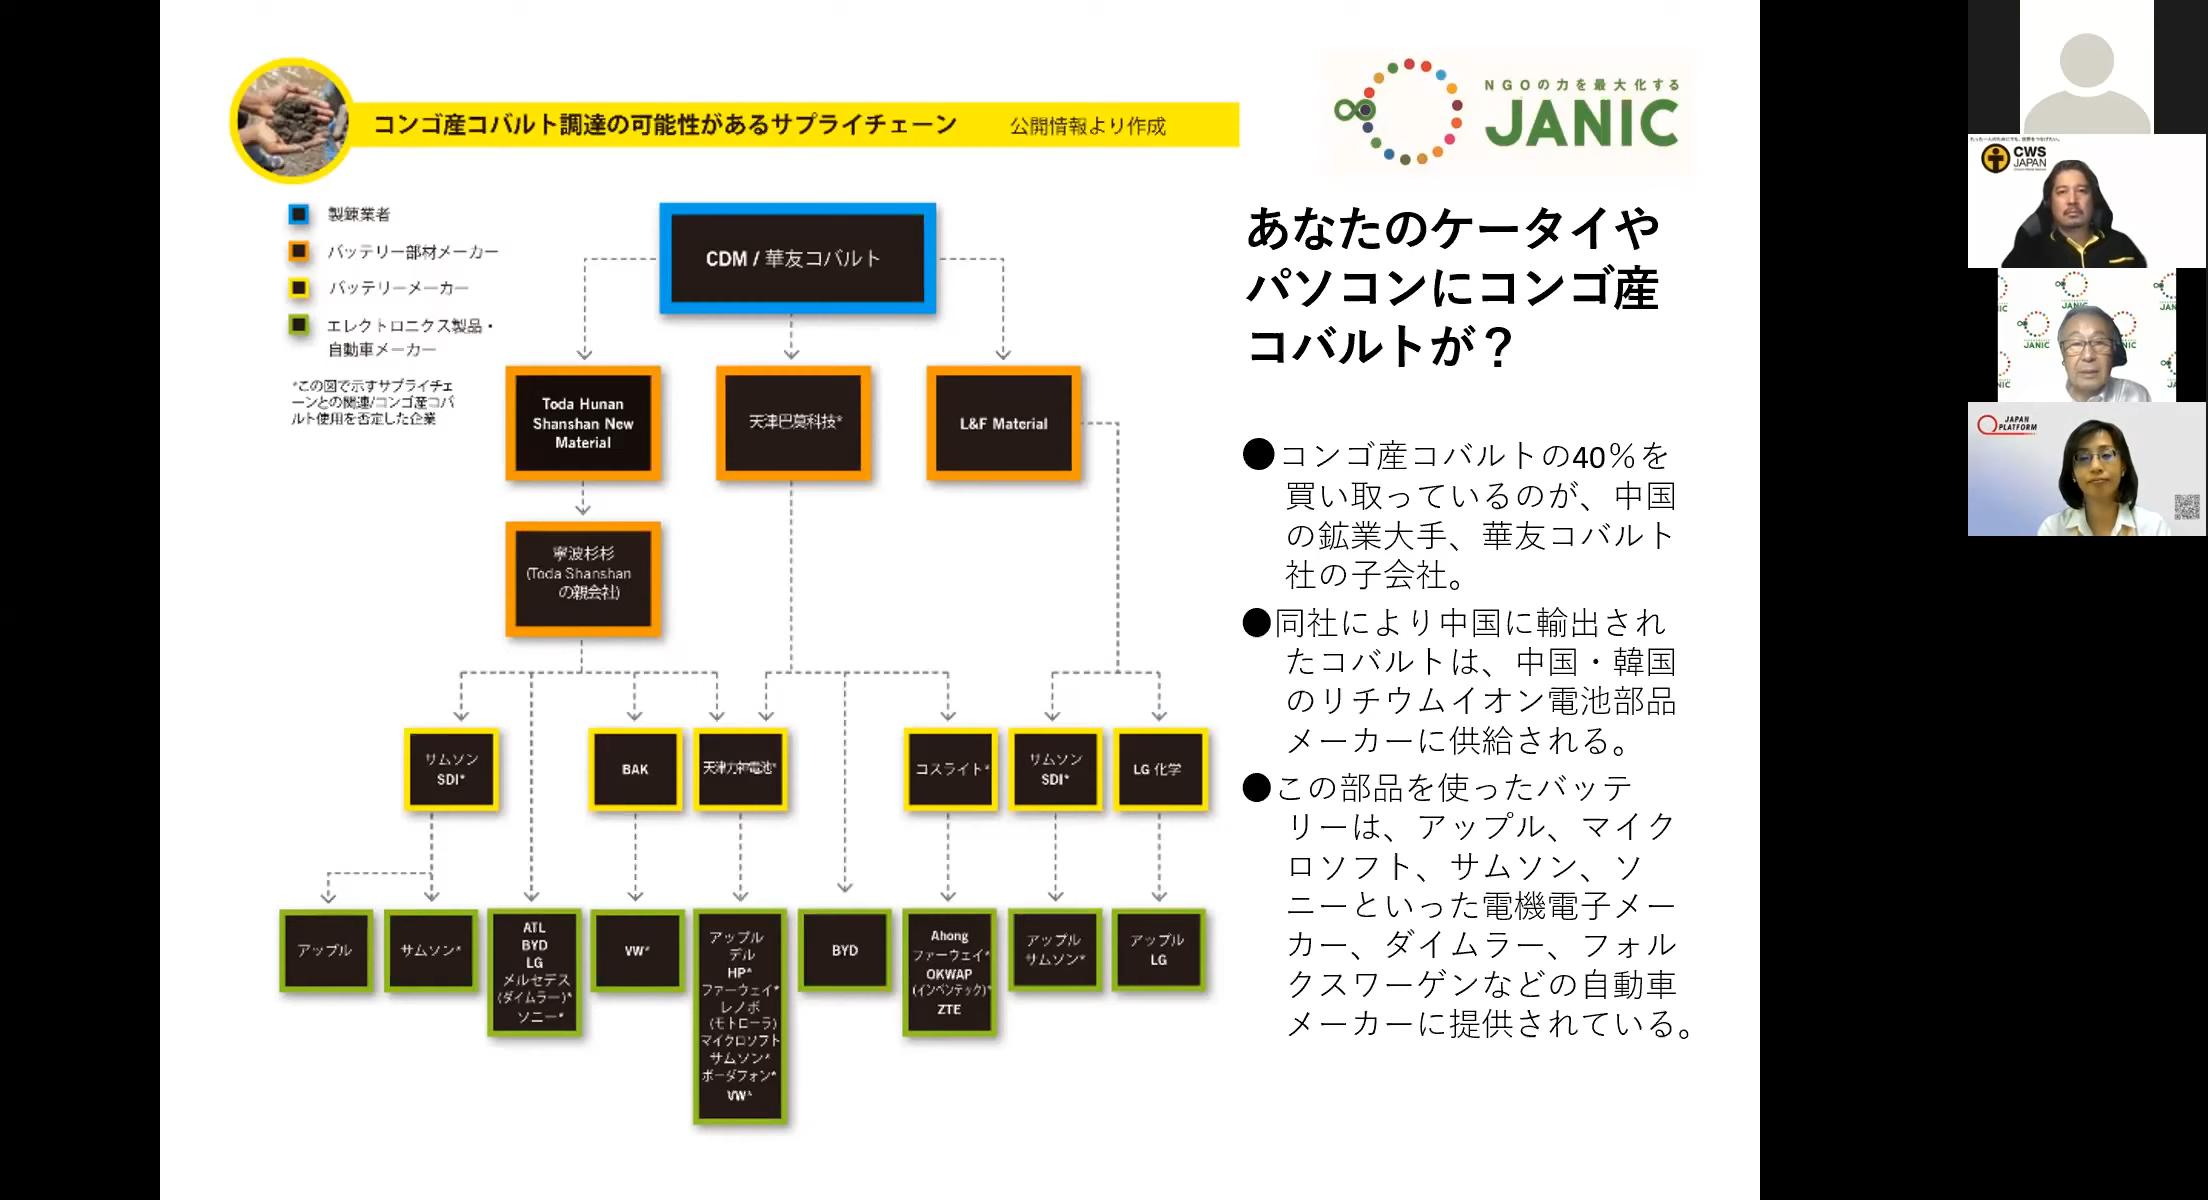 コンゴ産コバルト調達の可能性があるサプライチェーン 公開情報より作成
NGOの力を最大化する
JANIC
製錬業者
バッテリー部材メーカー
バッテリーメーカー
エレクトロニクス製品・
自動車メーカー
*この図で示すサプライチェ
ーンとの関連/コンゴ産コバ
ルト使用を否定した企業
CDM / 華友コバルト
Toda Hunan
Shanshan New
Material
天津巴莫科技*
L&F Material
寧波杉杉
(Toda Shanshan
の親会社)
サムソン
SDI*
BAK
天津力神電池*
コスライト*
サムソン
SDI*
LG 化学
アップル
サムソン*
ATL
BYD
LG
メルセデス
(ダイムラー)*
ソニー*
VW*
アップル
デル
HP*
ファーウェイ*
レノボ
(モトローラ)
マイクロソフト
サムソン*
ボーダフォン*
VW*
BYD
Ahong
ファーウェイ*
OKWAP
(インベンテック)*
ZTE
アップル
サムソン*
アップル
LG
あなたのケータイや
パソコンにコンゴ産
コバルトが？
●コンゴ産コバルトの40％を
買い取っているのが、中国
の鉱業大手、華友コバルト
社の子会社。
●同社により中国に輸出され
たコバルトは、中国・韓国
のリチウムイオン電池部品
メーカーに供給される。
●この部品を使ったバッテ
リーは、アップル、マイク
ロソフト、サムソン、ソ
ニーといった電機電子メー
カー、ダイムラー、フォル
クスワーゲンなどの自動車
メーカーに提供されている。
CWS
JAPAN
JANIC
JANIC
JAPAN
PLATFORM